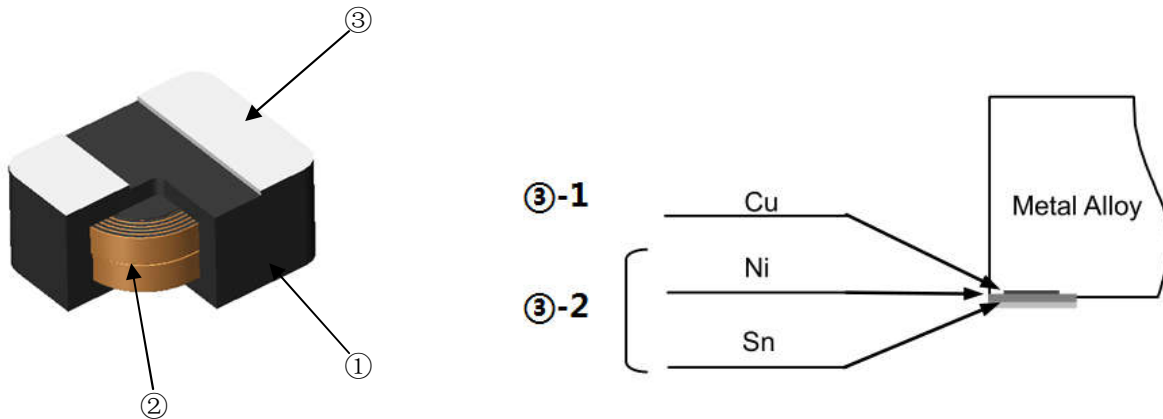 ③
①
②
③-1
Cu
Metal Alloy
③-2
Ni
Sn